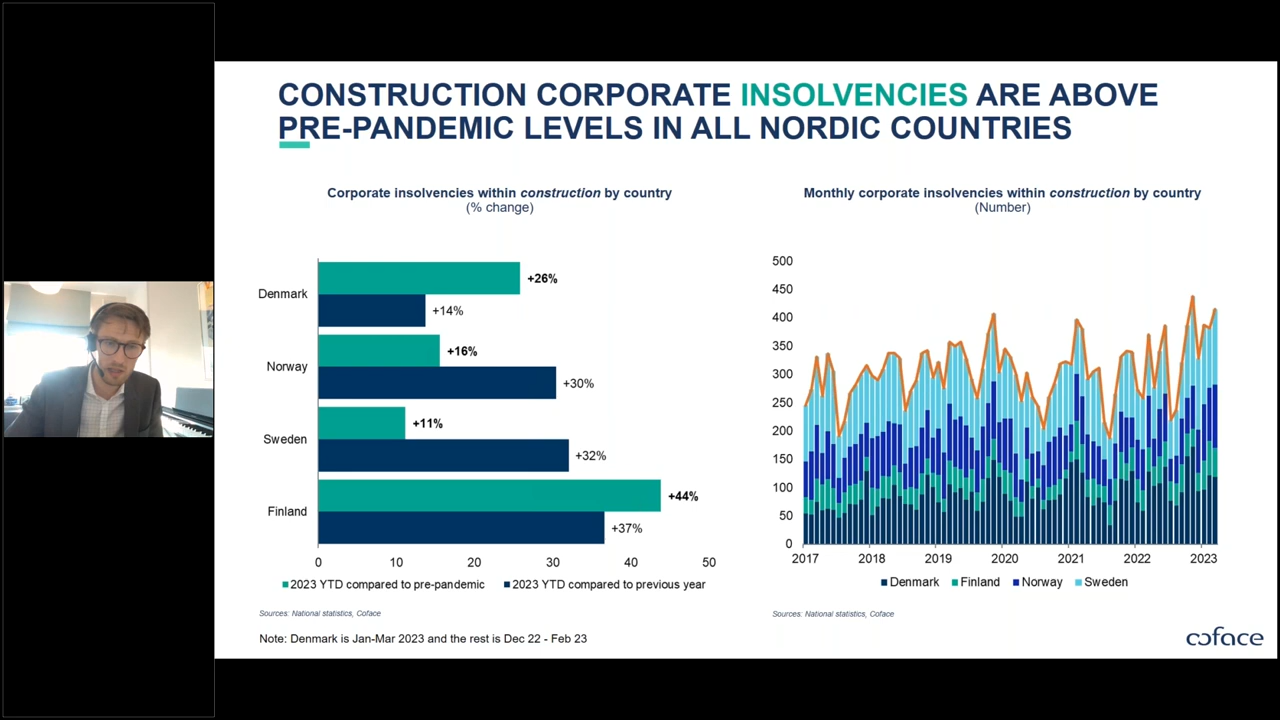 CONSTRUCTION CORPORATE INSOLVENCIES ARE ABOVE
PRE-PANDEMIC LEVELS IN ALL NORDIC COUNTRIES
Corporate insolvencies within construction by country
(% change)
Denmark
+26%
+14%
Norway
+16%
+30%
Sweden
+11%
+32%
Finland
+44%
+37%
0 10 20 30 40 50
2023 YTD compared to pre-pandemic 2023 YTD compared to previous year
Sources: National statistics, Coface
Note: Denmark is Jan-Mar 2023 and the rest is Dec 22 - Feb 23
Monthly corporate insolvencies within construction by country
(Number)
500
450
400
350
300
250
200
150
100
50
0
2017 2018 2019 2020 2021 2022 2023
Denmark Finland Norway Sweden
Sources: National statistics, Coface
coface